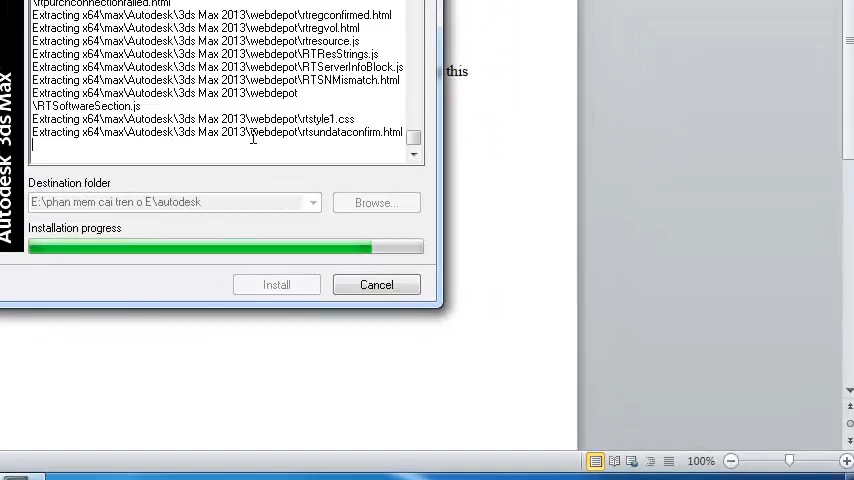 \rtpurchconnectionfailed.html
Extracting x64\max\Autodesk\3ds Max 2013\webdepot\rtregconfirmed.html
Extracting x64\max\Autodesk\3ds Max 2013\webdepot\rtregvol.html
Extracting x64\max\Autodesk\3ds Max 2013\webdepot\rtresource.js
Extracting x64\max\Autodesk\3ds Max 2013\webdepot\RTResStrings.js
Extracting x64\max\Autodesk\3ds Max 2013\webdepot\RTServerInfoBlock.js
Extracting x64\max\Autodesk\3ds Max 2013\webdepot\RTSNMismatch.html
Extracting x64\max\Autodesk\3ds Max 2013\webdepot
\RTSoftwareSection.js
Extracting x64\max\Autodesk\3ds Max 2013\webdepot\rtstyle1.css
Extracting x64\max\Autodesk\3ds Max 2013\webdepot\rtsundataconfirm.html
this
Autodesk 3ds Max
Destination folder
E:\phan mem cai tren o E\autodesk
Browse...
Installation progress
Install
Cancel
100%